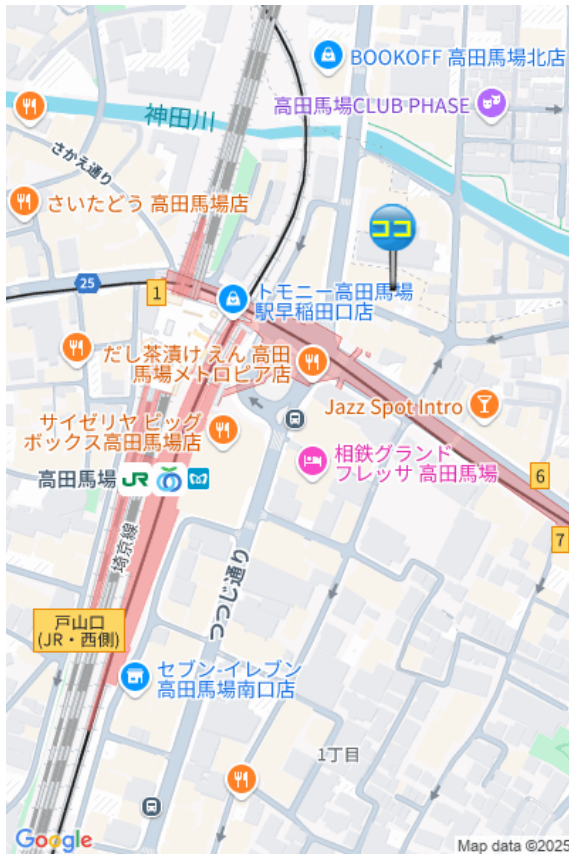 BOOKOFF 高田馬場北店
高田馬場CLUB PHASE
神田川
さかえ通り
さいたどう 高田馬場店
ココ
25
1
トモニー高田馬場
駅早稲田口店
だし茶漬け えん 高田
馬場メトロピア店
Jazz Spot Intro
サイゼリヤ ビッグ
ボックス高田馬場店
相鉄グランド
フレッサ 高田馬場
高田馬場
JR
6
7
埼京線
つつじ通り
戸山口
(JR・西側)
セブン-イレブン
高田馬場南口店
1丁目
Google
Map data ©2025